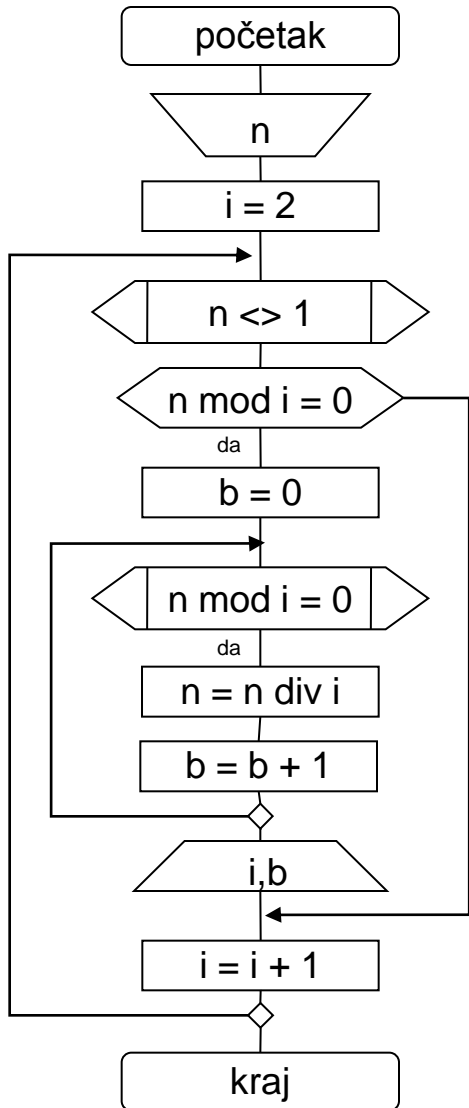 početak
n
i = 2
n <> 1
n mod i = 0
da
b = 0
n mod i = 0
da
n = n div i
b = b + 1
i,b
i = i + 1
kraj